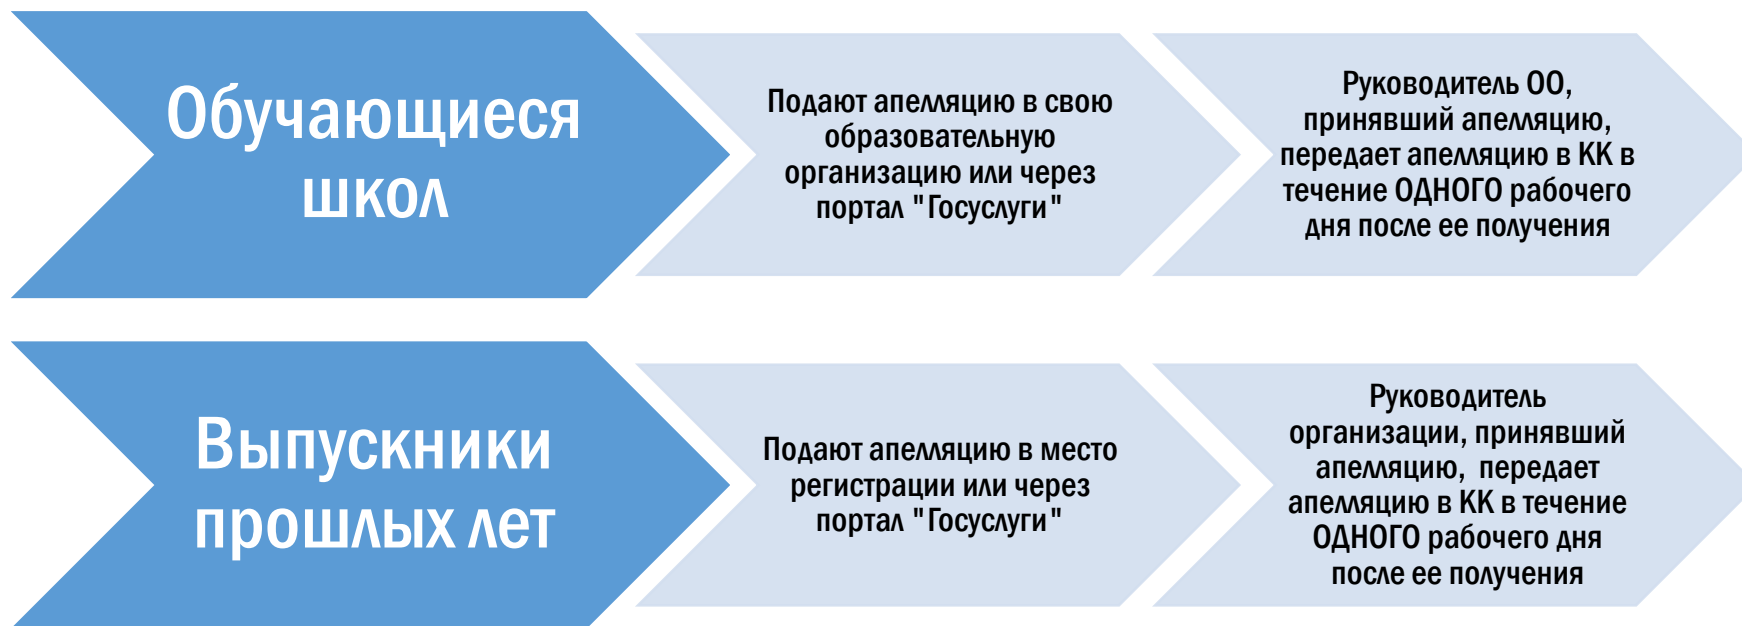 Обучающиеся
школ
Подают апелляцию в свою
образовательную
организацию или через
портал "Госуслуги"
Руководитель ОО,
принявший апелляцию,
передает апелляцию в КК в
течение ОДНОГО рабочего
дня после ее получения
Выпускники
прошлых лет
Подают апелляцию в место
регистрации или через
портал "Госуслуги"
Руководитель
организации, принявший
апелляцию, передает
апелляцию в КК в течение
ОДНОГО рабочего дня
после ее получения